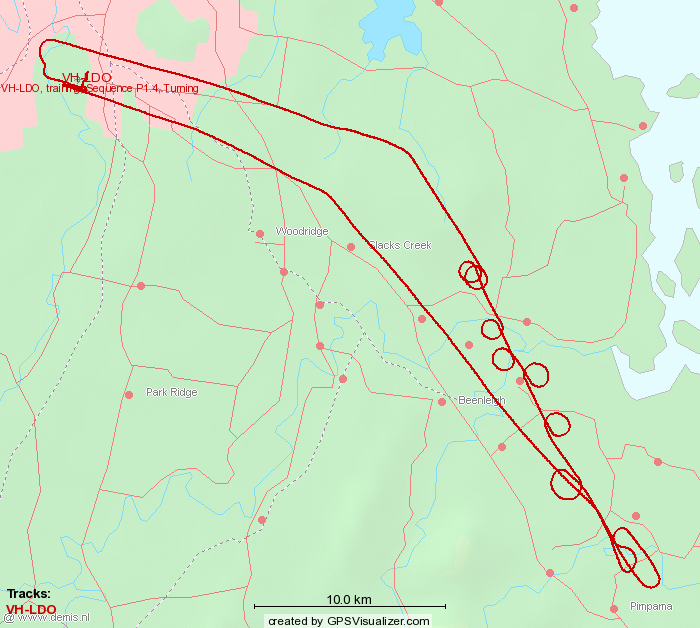 VH-LDO
VH-LDO, training Sequence P1.4, Turning
Woodridge
Slacks Creek
Park Ridge
Beenleigh
Pimpama
Tracks:
VH-LDO
@ www.demis.nl
10.0 km
created by GPSVisualizer.com